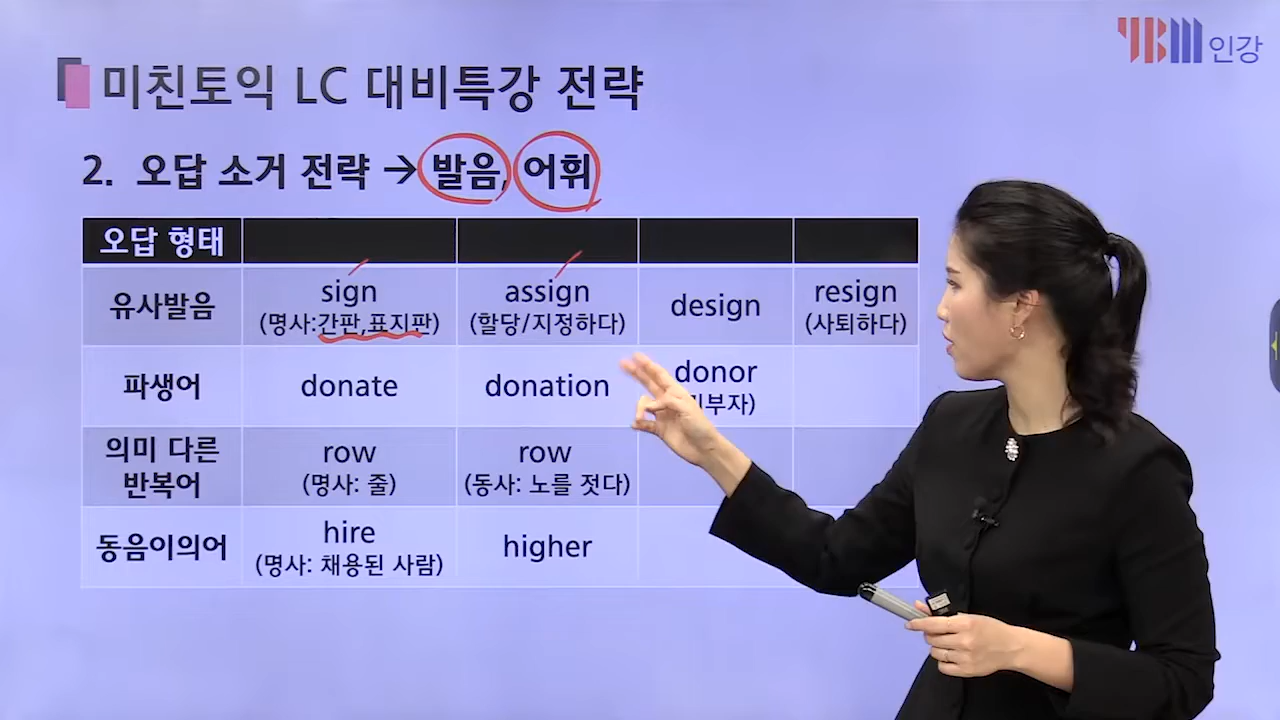 YBM 인강
미친토익 LC 대비특강 전략
2. 오답 소거 전략 → 발음, 어휘
오답 형태
유사발음 sign assign design resign
(명사:간판,표지판) (할당/지정하다) (사퇴하다)
파생어 donate donation donor
부자)
의미 다른 row row
반복어 (명사: 줄) (동사: 노를 젓다)
동음이의어 hire higher
(명사: 채용된 사람)